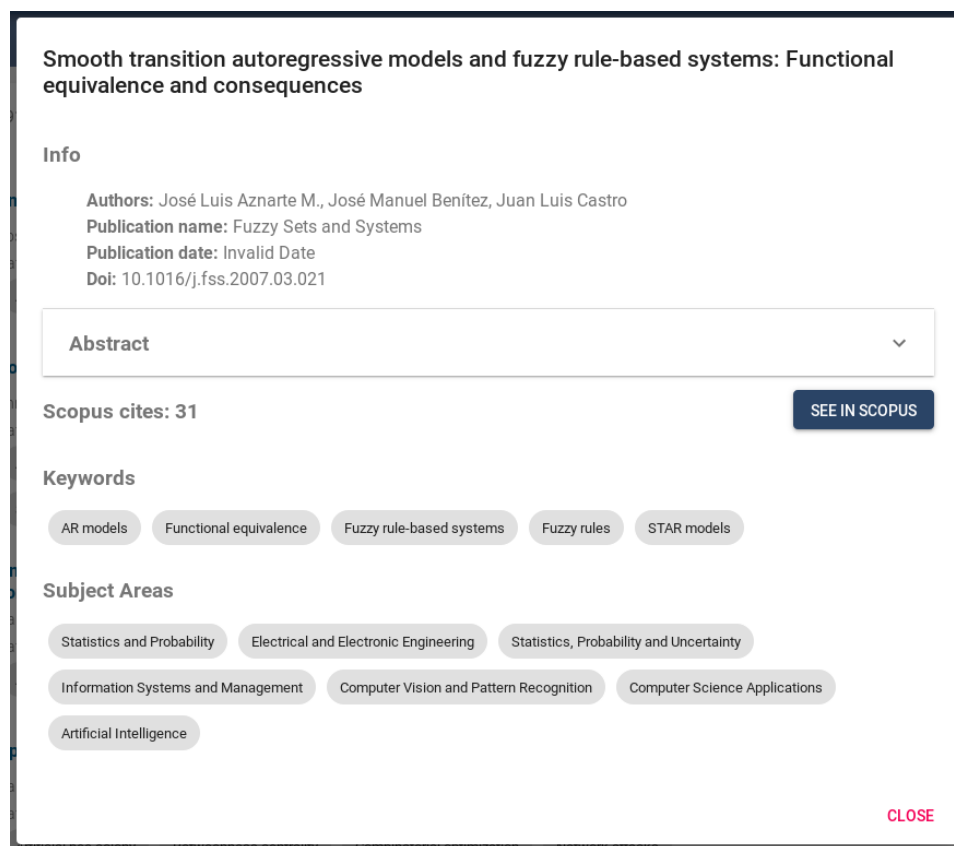 Smooth transition autoregressive models and fuzzy rule-based systems: Functional
equivalence and consequences
Info
Authors: José Luis Aznarte M., José Manuel Benítez, Juan Luis Castro
Publication name: Fuzzy Sets and Systems
Publication date: Invalid Date
Doi: 10.1016/j.fss.2007.03.021
Abstract
Scopus cites: 31
SEE IN SCOPUS
Keywords
AR models Functional equivalence Fuzzy rule-based systems Fuzzy rules STAR models
Subject Areas
Statistics and Probability Electrical and Electronic Engineering Statistics, Probability and Uncertainty
Information Systems and Management Computer Vision and Pattern Recognition Computer Science Applications
Artificial Intelligence
CLOSE